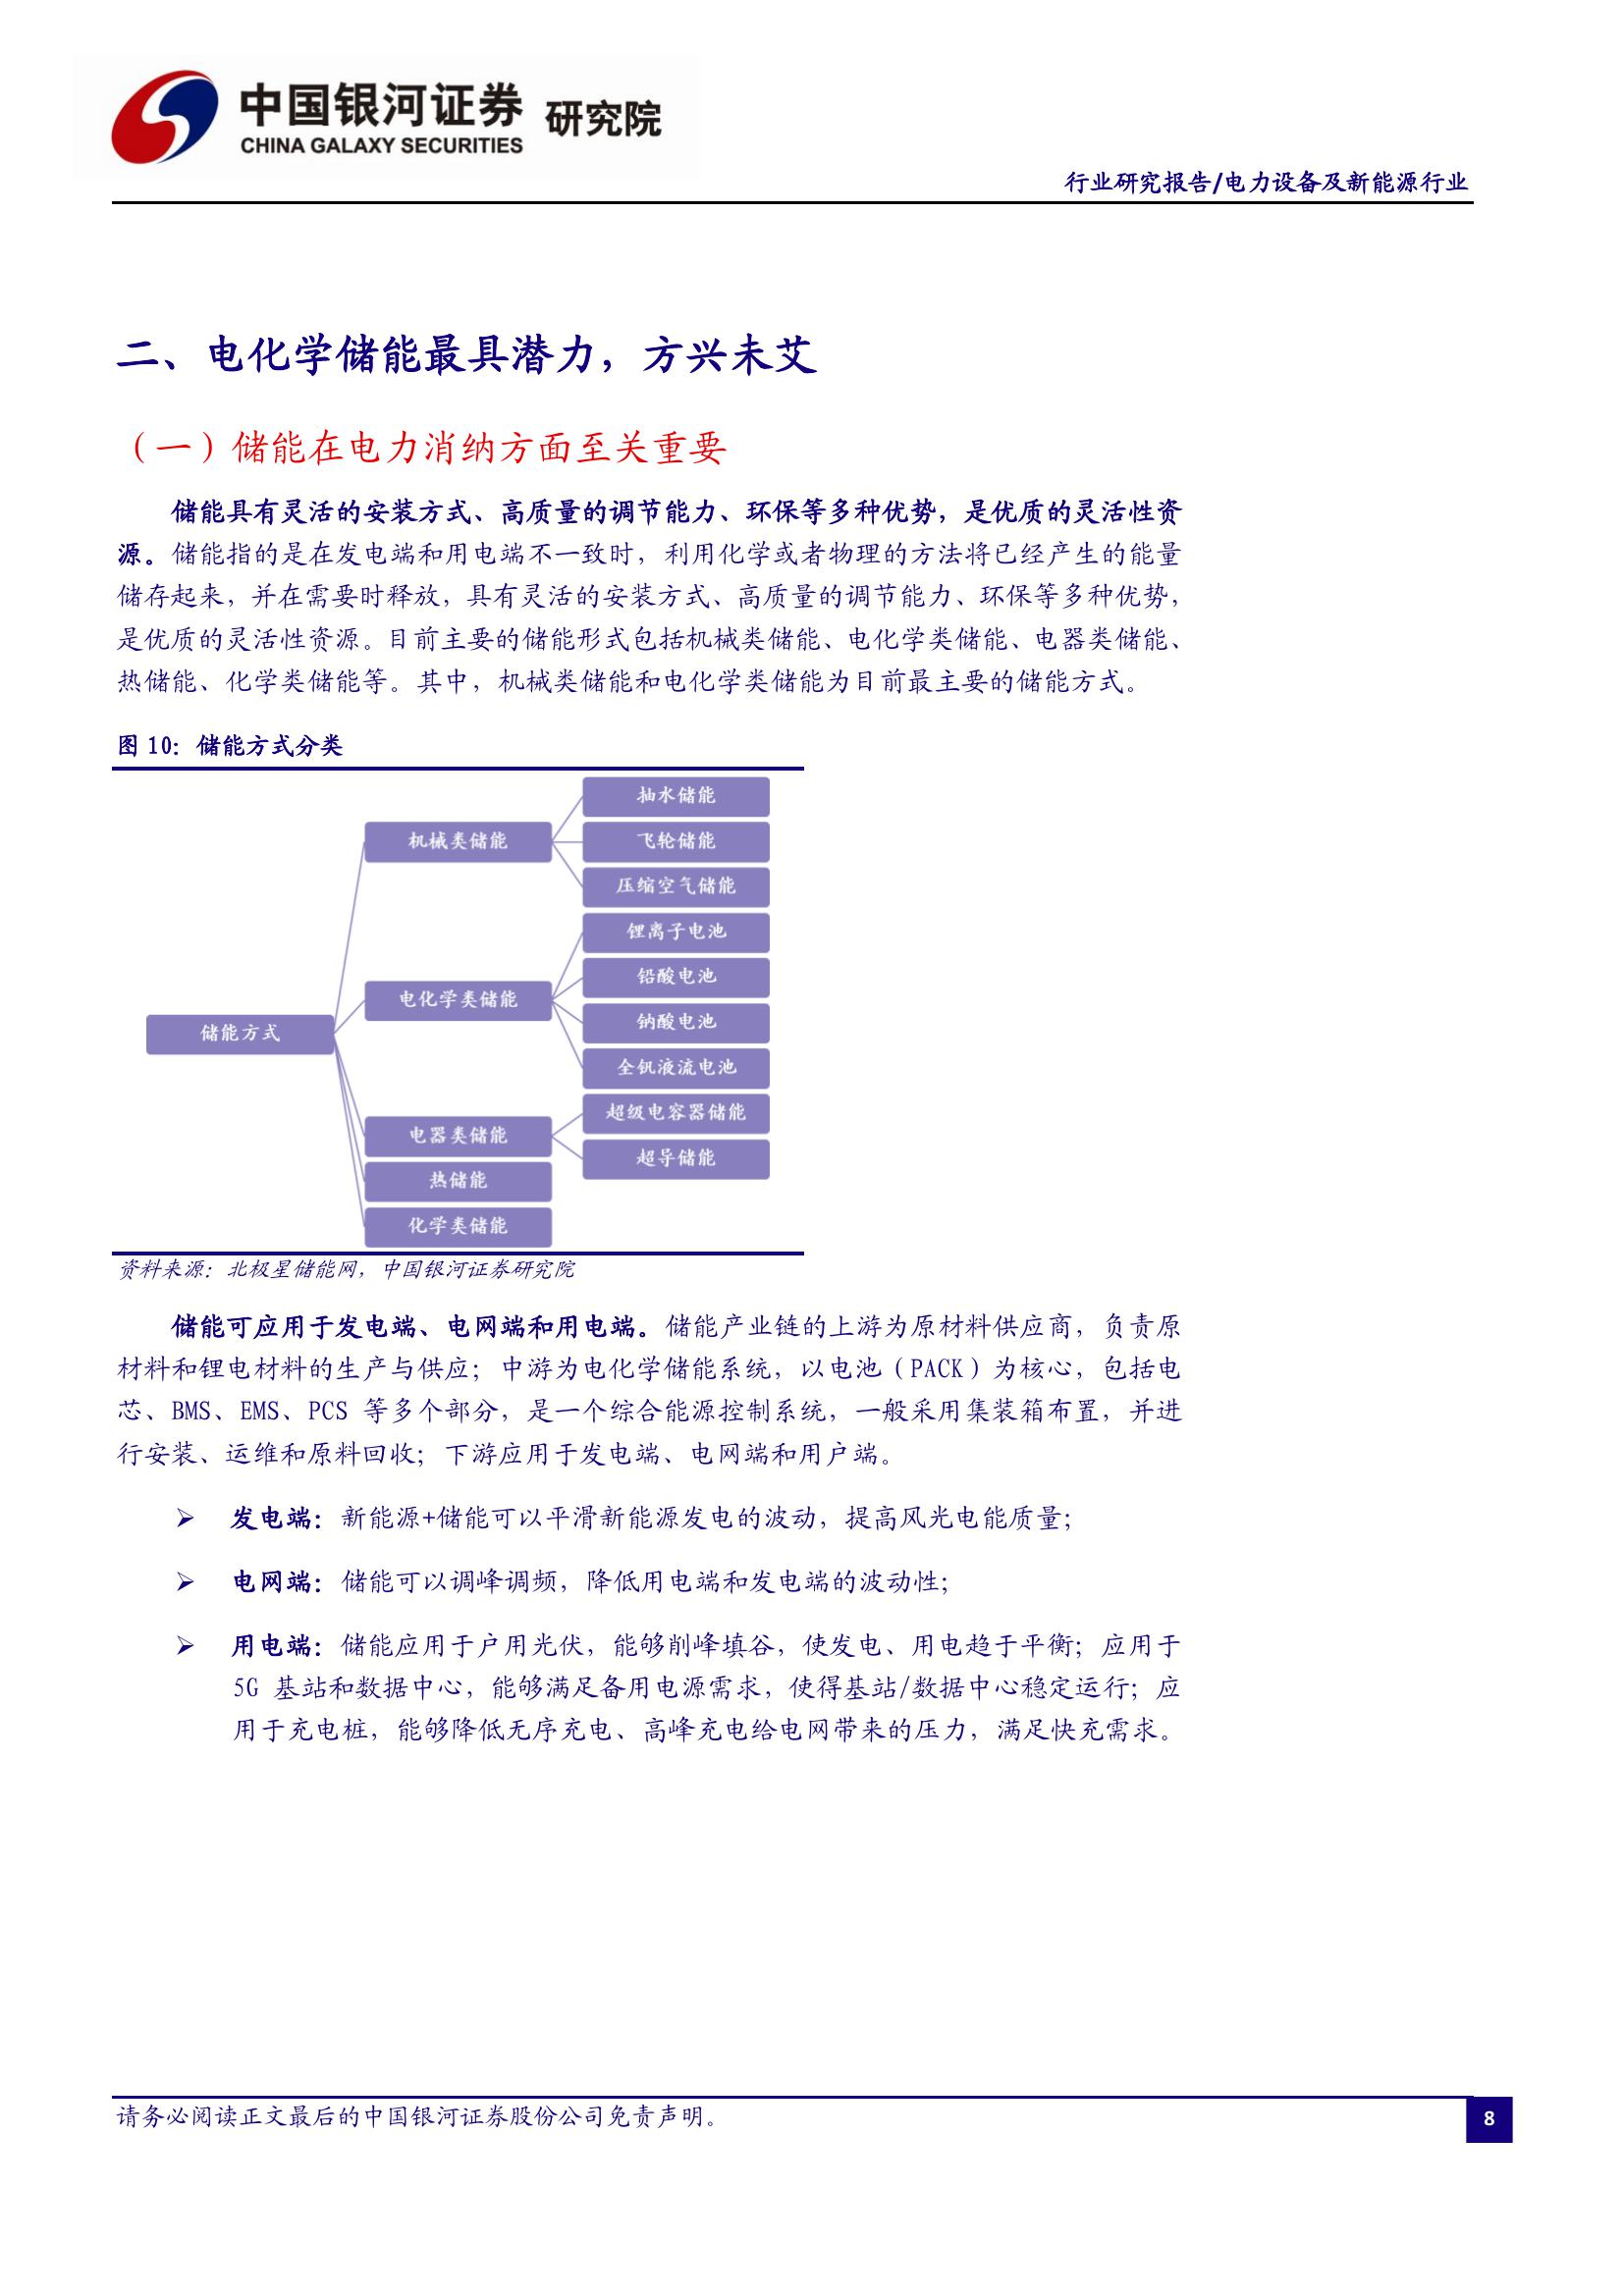 中国银河证券 研究院
CHINA GALAXY SECURITIES
行业研究报告/电力设备及新能源行业
二、电化学储能最具潜力，方兴未艾
（一）储能在电力消纳方面至关重要
储能具有灵活的安装方式、高质量的调节能力、环保等多种优势，是优质的灵活性资
源。储能指的是在发电端和用电端不一致时，利用化学或者物理的方法将已经产生的能量
储存起来，并在需要时释放，具有灵活的安装方式、高质量的调节能力、环保等多种优势，
是优质的灵活性资源。目前主要的储能形式包括机械类储能、电化学类储能、电器类储能、
热储能、化学类储能等。其中，机械类储能和电化学类储能为目前最主要的储能方式。
图 10：储能方式分类
抽水储能
机械类储能
飞轮储能
压缩空气储能
锂离子电池
铅酸电池
电化学类储能
钠酸电池
储能方式
全钒液流电池
超级电容器储能
电器类储能
超导储能
热储能
化学类储能
资料来源：北极星储能网，中国银河证券研究院
储能可应用于发电端、电网端和用电端。储能产业链的上游为原材料供应商，负责原
材料和锂电材料的生产与供应；中游为电化学储能系统，以电池（PACK）为核心，包括电
芯、BMS、EMS、PCS 等多个部分，是一个综合能源控制系统，一般采用集装箱布置，并进
行安装、运维和原料回收；下游应用于发电端、电网端和用户端。
➢ 发电端：新能源+储能可以平滑新能源发电的波动，提高风光电能质量；
➢ 电网端：储能可以调峰调频，降低用电端和发电端的波动性；
➢ 用电端：储能应用于户用光伏，能够削峰填谷，使发电、用电趋于平衡；应用于
5G 基站和数据中心，能够满足备用电源需求，使得基站/数据中心稳定运行；应
用于充电桩，能够降低无序充电、高峰充电给电网带来的压力，满足快充需求。
请务必阅读正文最后的中国银河证券股份公司免责声明。
8